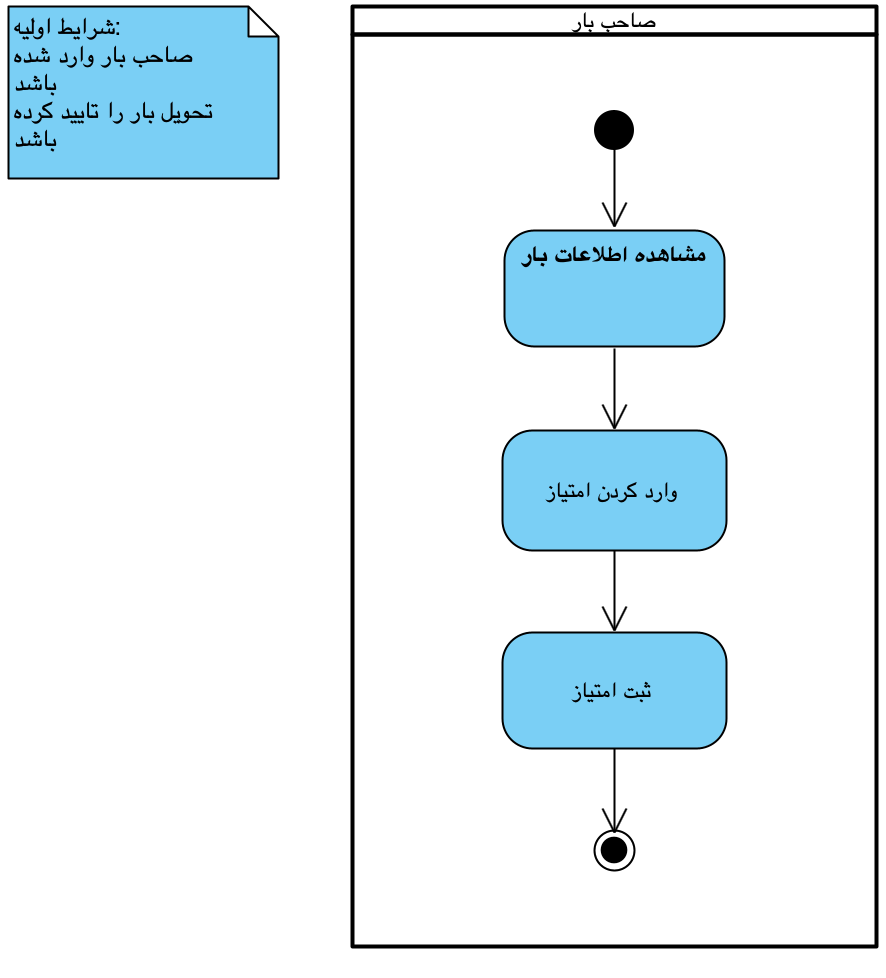 شرایط اولیه:
صاحب بار وارد شده
باشد
تحویل بار را تایید کرده
باشد
صاحب بار
مشاهده اطلاعات بار
وارد کردن امتیاز
ثبت امتیاز